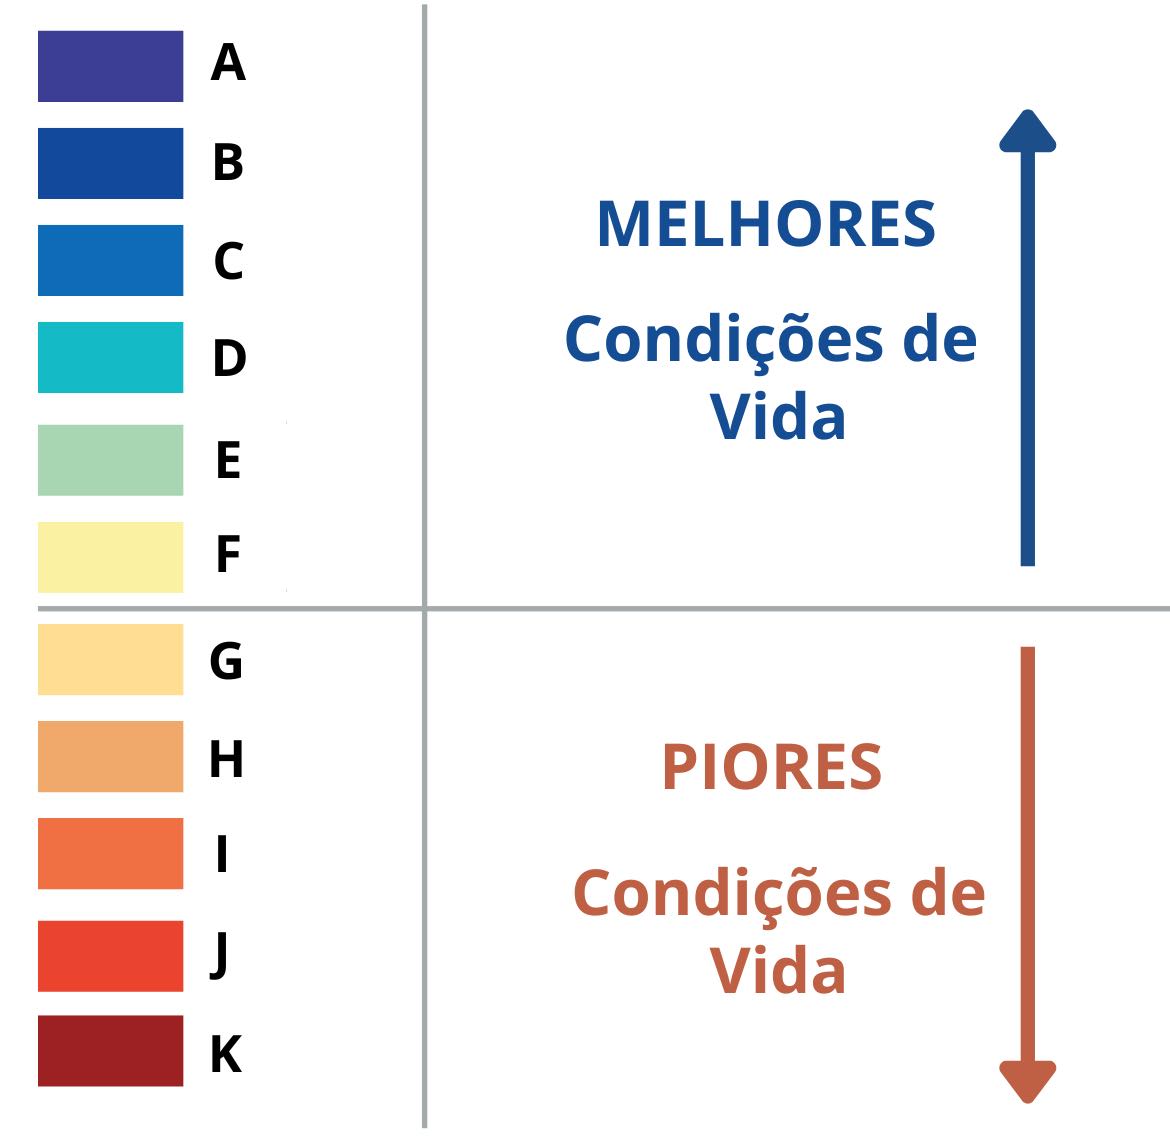 A
B
C
D
E
F
MELHORES
Condições de
Vida
G
H
I
J
K
PIORES
Condições de
Vida